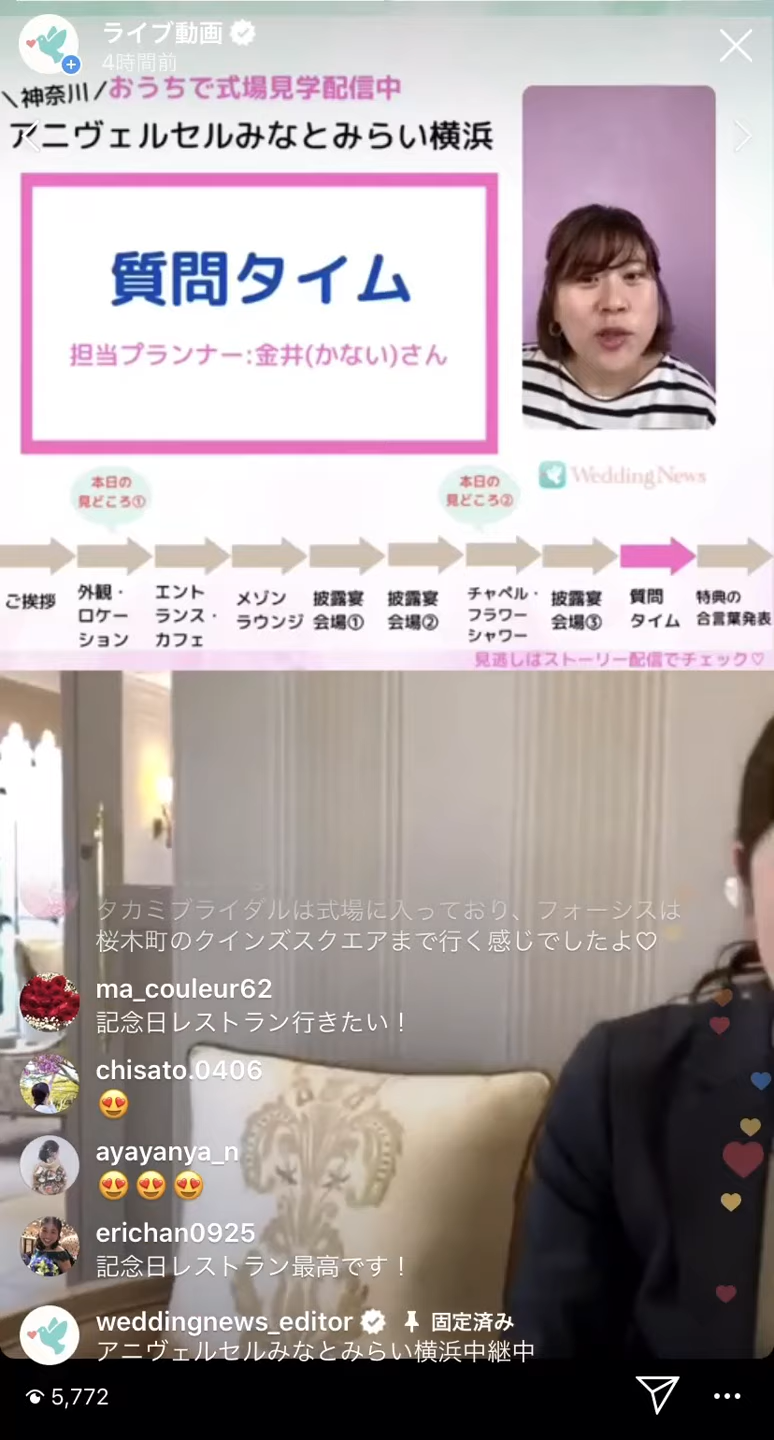 ライブ動画
4時間前
\神奈川/おうちで式場見学配信中
アニヴェルセルみなとみらい横浜
質問タイム
担当プランナー:金井(かない)さん
WeddingNews
本日の
見どころ①
本日の
見どころ②
ご挨拶
外観・
ロケー
ション
エント
ランス・
カフェ
メゾン
ラウンジ
披露宴
会場①
披露宴
会場②
チャペル・
フラワー
シャワー
披露宴
会場③
質問
タイム
特典の
合言葉発表
見逃しはストーリー配信でチェック♡
タカミブライダルは式場に入っており、フォーシスは
桜木町のクインズスクエアまで行く感じでしたよ♡
ma_couleur62
記念日レストラン行きたい！
chisato.0406
😍
ayayanya_n
😍😍😍
erichan0925
記念日レストラン最高です！
weddingnews_editor 固定済み
アニヴェルセルみなとみらい横浜中継中
5,772